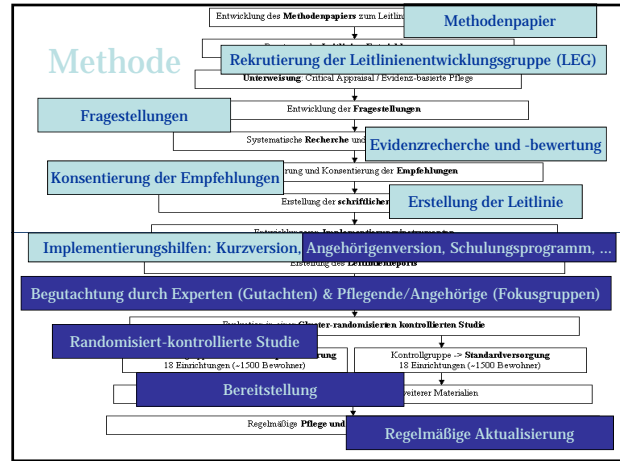 Entwicklung des Methodenpapiers zum Leitlin
Methodenpapier
Methode
Rekrutierung der Leitlinienentwicklungsgruppe (LEG)
Unterweisung: Critical Appraisal / Evidenz-basierte Pflege
Entwicklung der Fragestellungen
Fragestellungen
Systematische Recherche und
Evidenzrecherche und -bewertung
Konsentierung der Empfehlungen
rung und Konsentierung der Empfehlungen
Erstellung der schriftlichen
Erstellung der Leitlinie
Implementierungshilfen: Kurzversion, Angehörigenversion, Schulungsprogramm, ...
Erstellung des Leitlinienreports
Begutachtung durch Experten (Gutachten) & Pflegende/Angehörige (Fokusgruppen)
Evaluation in einer Cluster-randomisierten kontrollierten Studie
Randomisiert-kontrollierte Studie
Kontrollgruppe -> Standardversorgung
18 Einrichtungen (~1500 Bewohner)
18 Einrichtungen (~1500 Bewohner)
Bereitstellung
weiterer Materialien
Regelmäßige Pflege und
Regelmäßige Aktualisierung